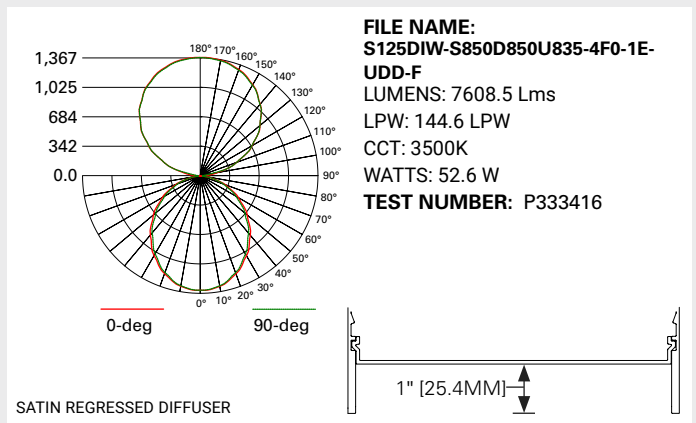 FILE NAME:
S125DIW-S850D850U835-4F0-1E-
UDD-F
LUMENS: 7608.5 Lms
LPW: 144.6 LPW
CCT: 3500K
WATTS: 52.6 W
TEST NUMBER: P333416
1,367
1,025
684
342
0.0
180°
170°
160°
150°
140°
130°
120°
110°
100°
90°
80°
70°
60°
50°
40°
30°
20°
10°
0°
0-deg
90-deg
1" [25.4MM]
SATIN REGRESSED DIFFUSER